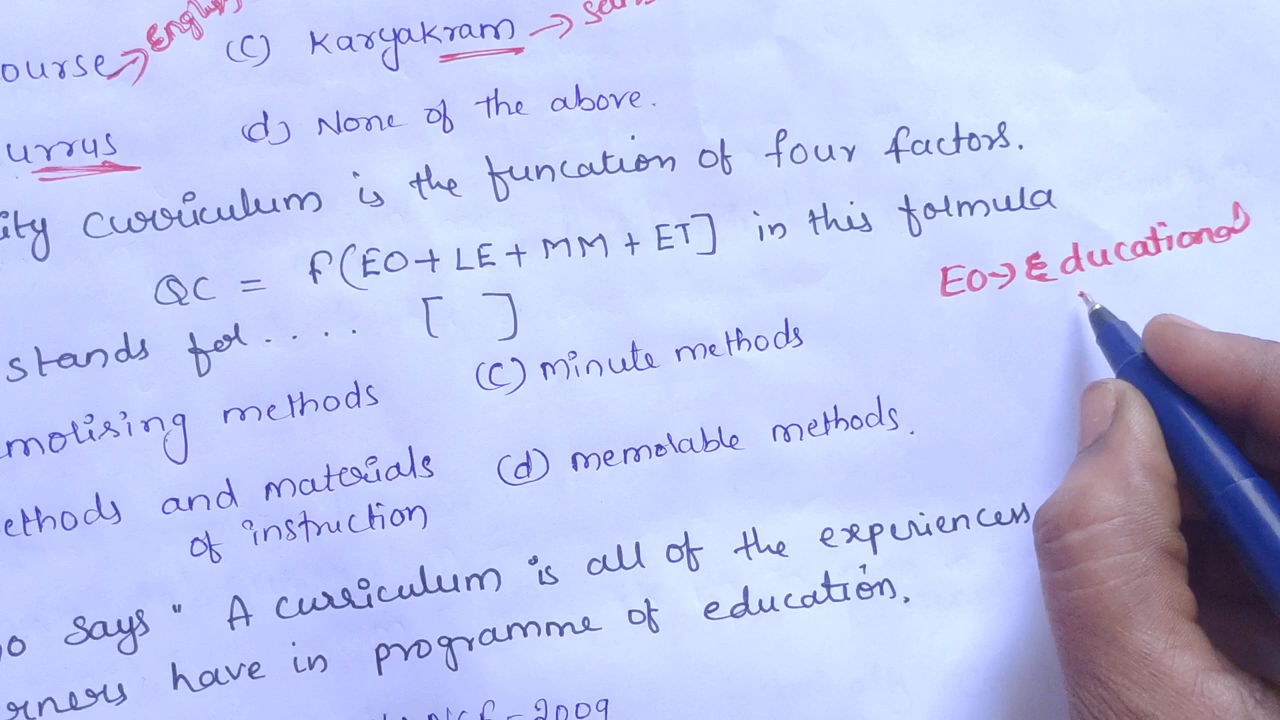 ourse → English (c) Karyakram →
urrus (d) None of the above.
ity curriculum is the funcation of four factors.
QC = f(EO+ LE + MM + ET] in this formula
EO→ Educational
stands for..... [ ]
morising methods (c) minute methods
ethods and materials (d) memorable methods.
of instruction
o says " A curriculum is all of the experiences
rners have in programme of education.
-2009